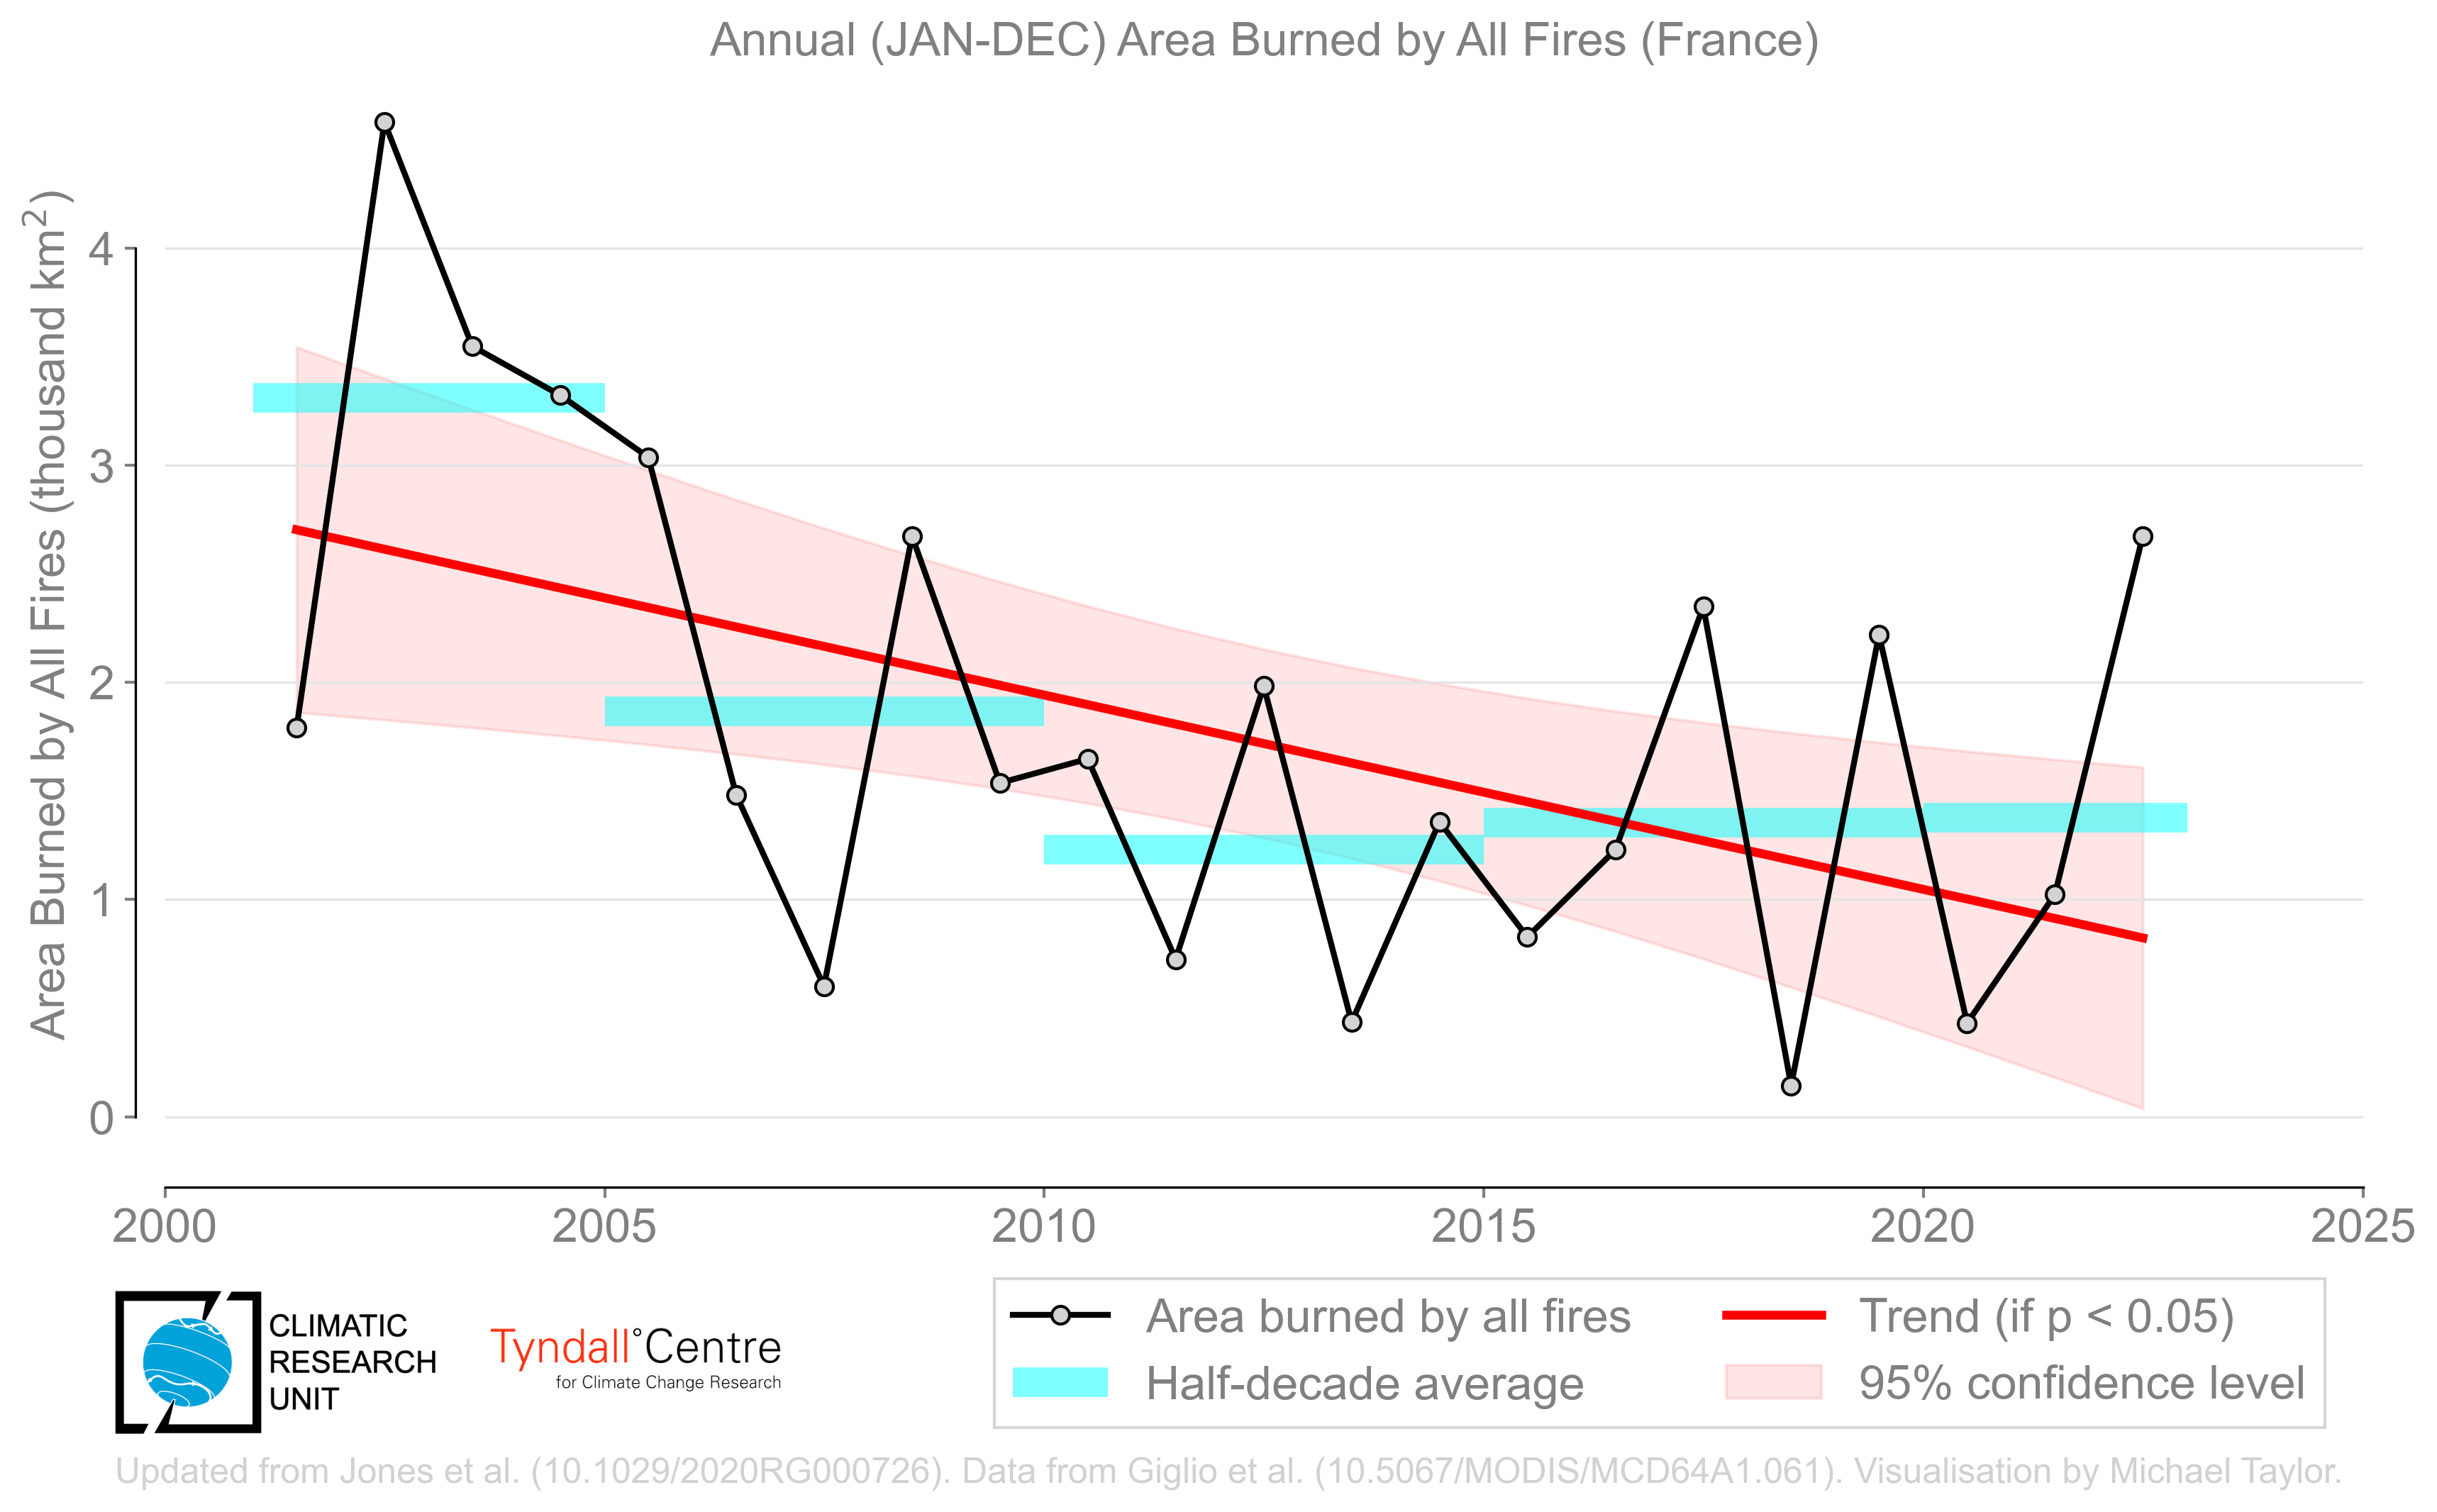 Annual (JAN-DEC) Area Burned by All Fires (France)
Area Burned by All Fires (thousand km²)
4
3
2
1
0
2000 2005 2010 2015 2020 2025
CLIMATIC
RESEARCH
UNIT
Tyndall°Centre
for Climate Change Research
Area burned by all fires
Half-decade average
Trend (if p < 0.05)
95% confidence level
Updated from Jones et al. (10.1029/2020RG000726). Data from Giglio et al. (10.5067/MODIS/MCD64A1.061). Visualisation by Michael Taylor.